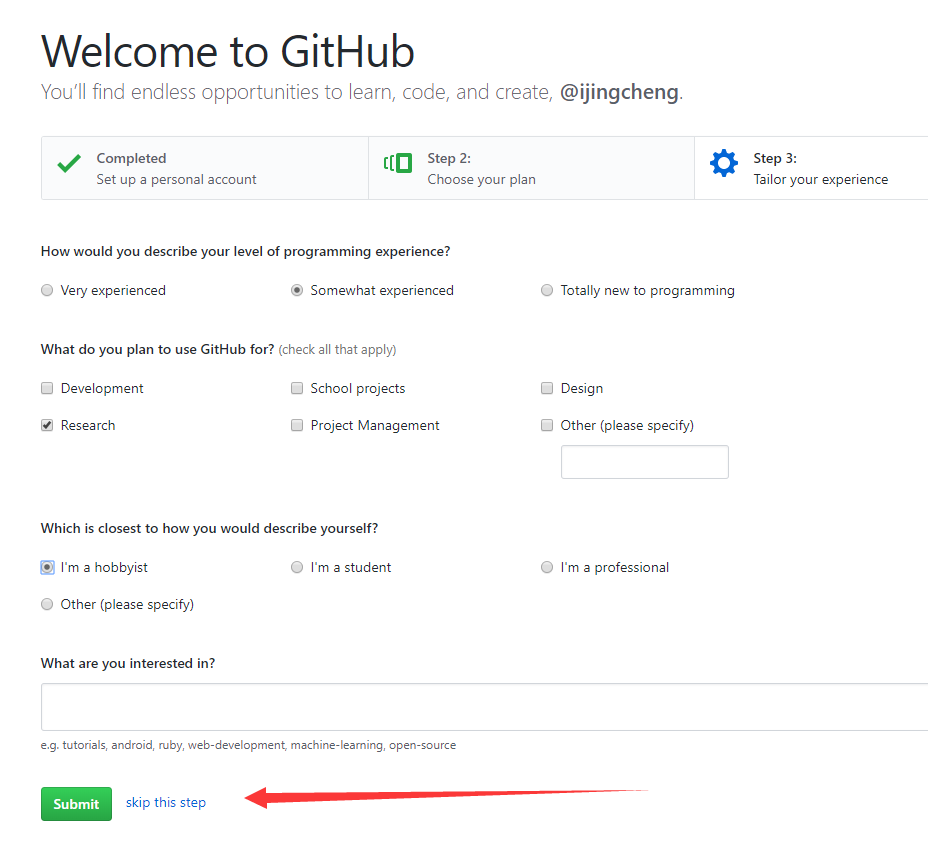 Welcome to GitHub
You’ll find endless opportunities to learn, code, and create, @ijingcheng.
Completed
Set up a personal account
Step 2:
Choose your plan
Step 3:
Tailor your experience
How would you describe your level of programming experience?
Very experienced
Somewhat experienced
Totally new to programming
What do you plan to use GitHub for? (check all that apply)
Development
School projects
Design
Research
Project Management
Other (please specify)
Which is closest to how you would describe yourself?
I'm a hobbyist
I'm a student
I'm a professional
Other (please specify)
What are you interested in?
e.g. tutorials, android, ruby, web-development, machine-learning, open-source
Submit
skip this step